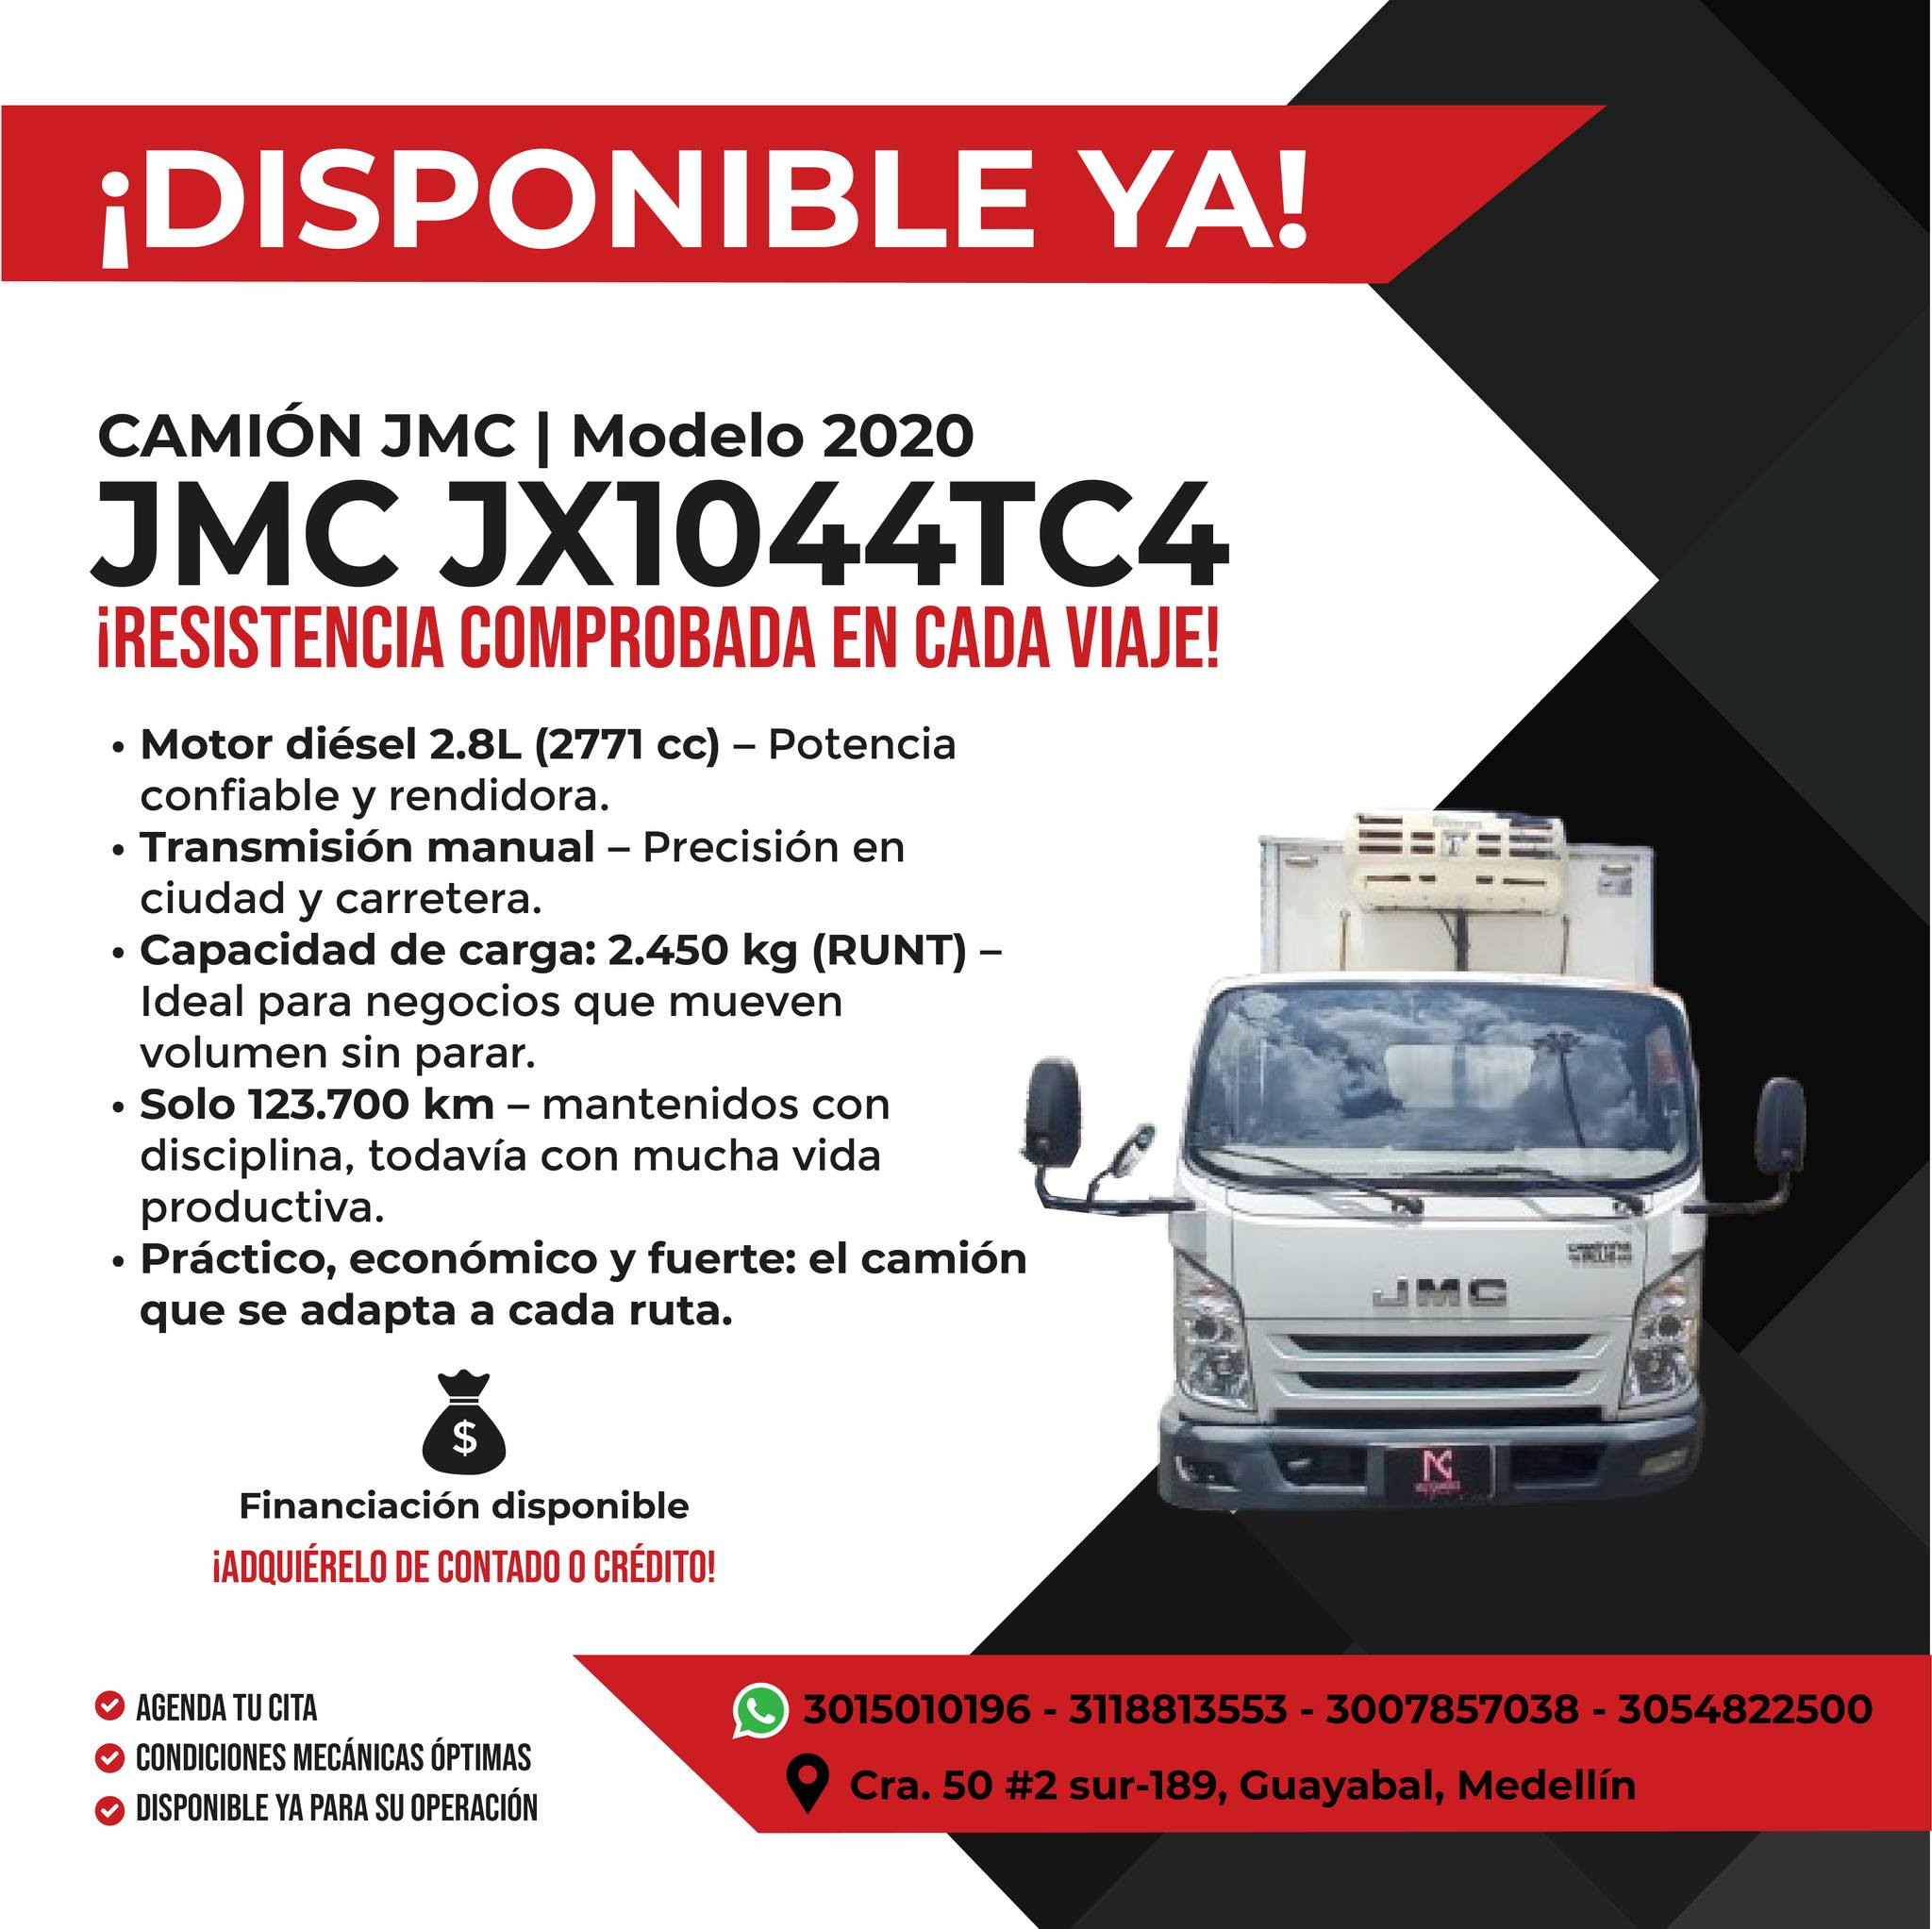 ¡DISPONIBLE YA!
CAMIÓN JMC | Modelo 2020
JMC JX1044TC4
¡RESISTENCIA COMPROBADA EN CADA VIAJE!
• Motor diésel 2.8L (2771 cc) – Potencia
confiable y rendidora.
• Transmisión manual – Precisión en
ciudad y carretera.
• Capacidad de carga: 2.450 kg (RUNT) –
Ideal para negocios que mueven
volumen sin parar.
• Solo 123.700 km – mantenidos con
disciplina, todavía con mucha vida
productiva.
• Práctico, económico y fuerte: el camión
que se adapta a cada ruta.
JMC
$
Financiación disponible
¡ADQUIÉRELO DE CONTADO O CRÉDITO!
AGENDA TU CITA
CONDICIONES MECÁNICAS ÓPTIMAS
DISPONIBLE YA PARA SU OPERACIÓN
3015010196 - 3118813553 - 3007857038 - 3054822500
Cra. 50 #2 sur-189, Guayabal, Medellín